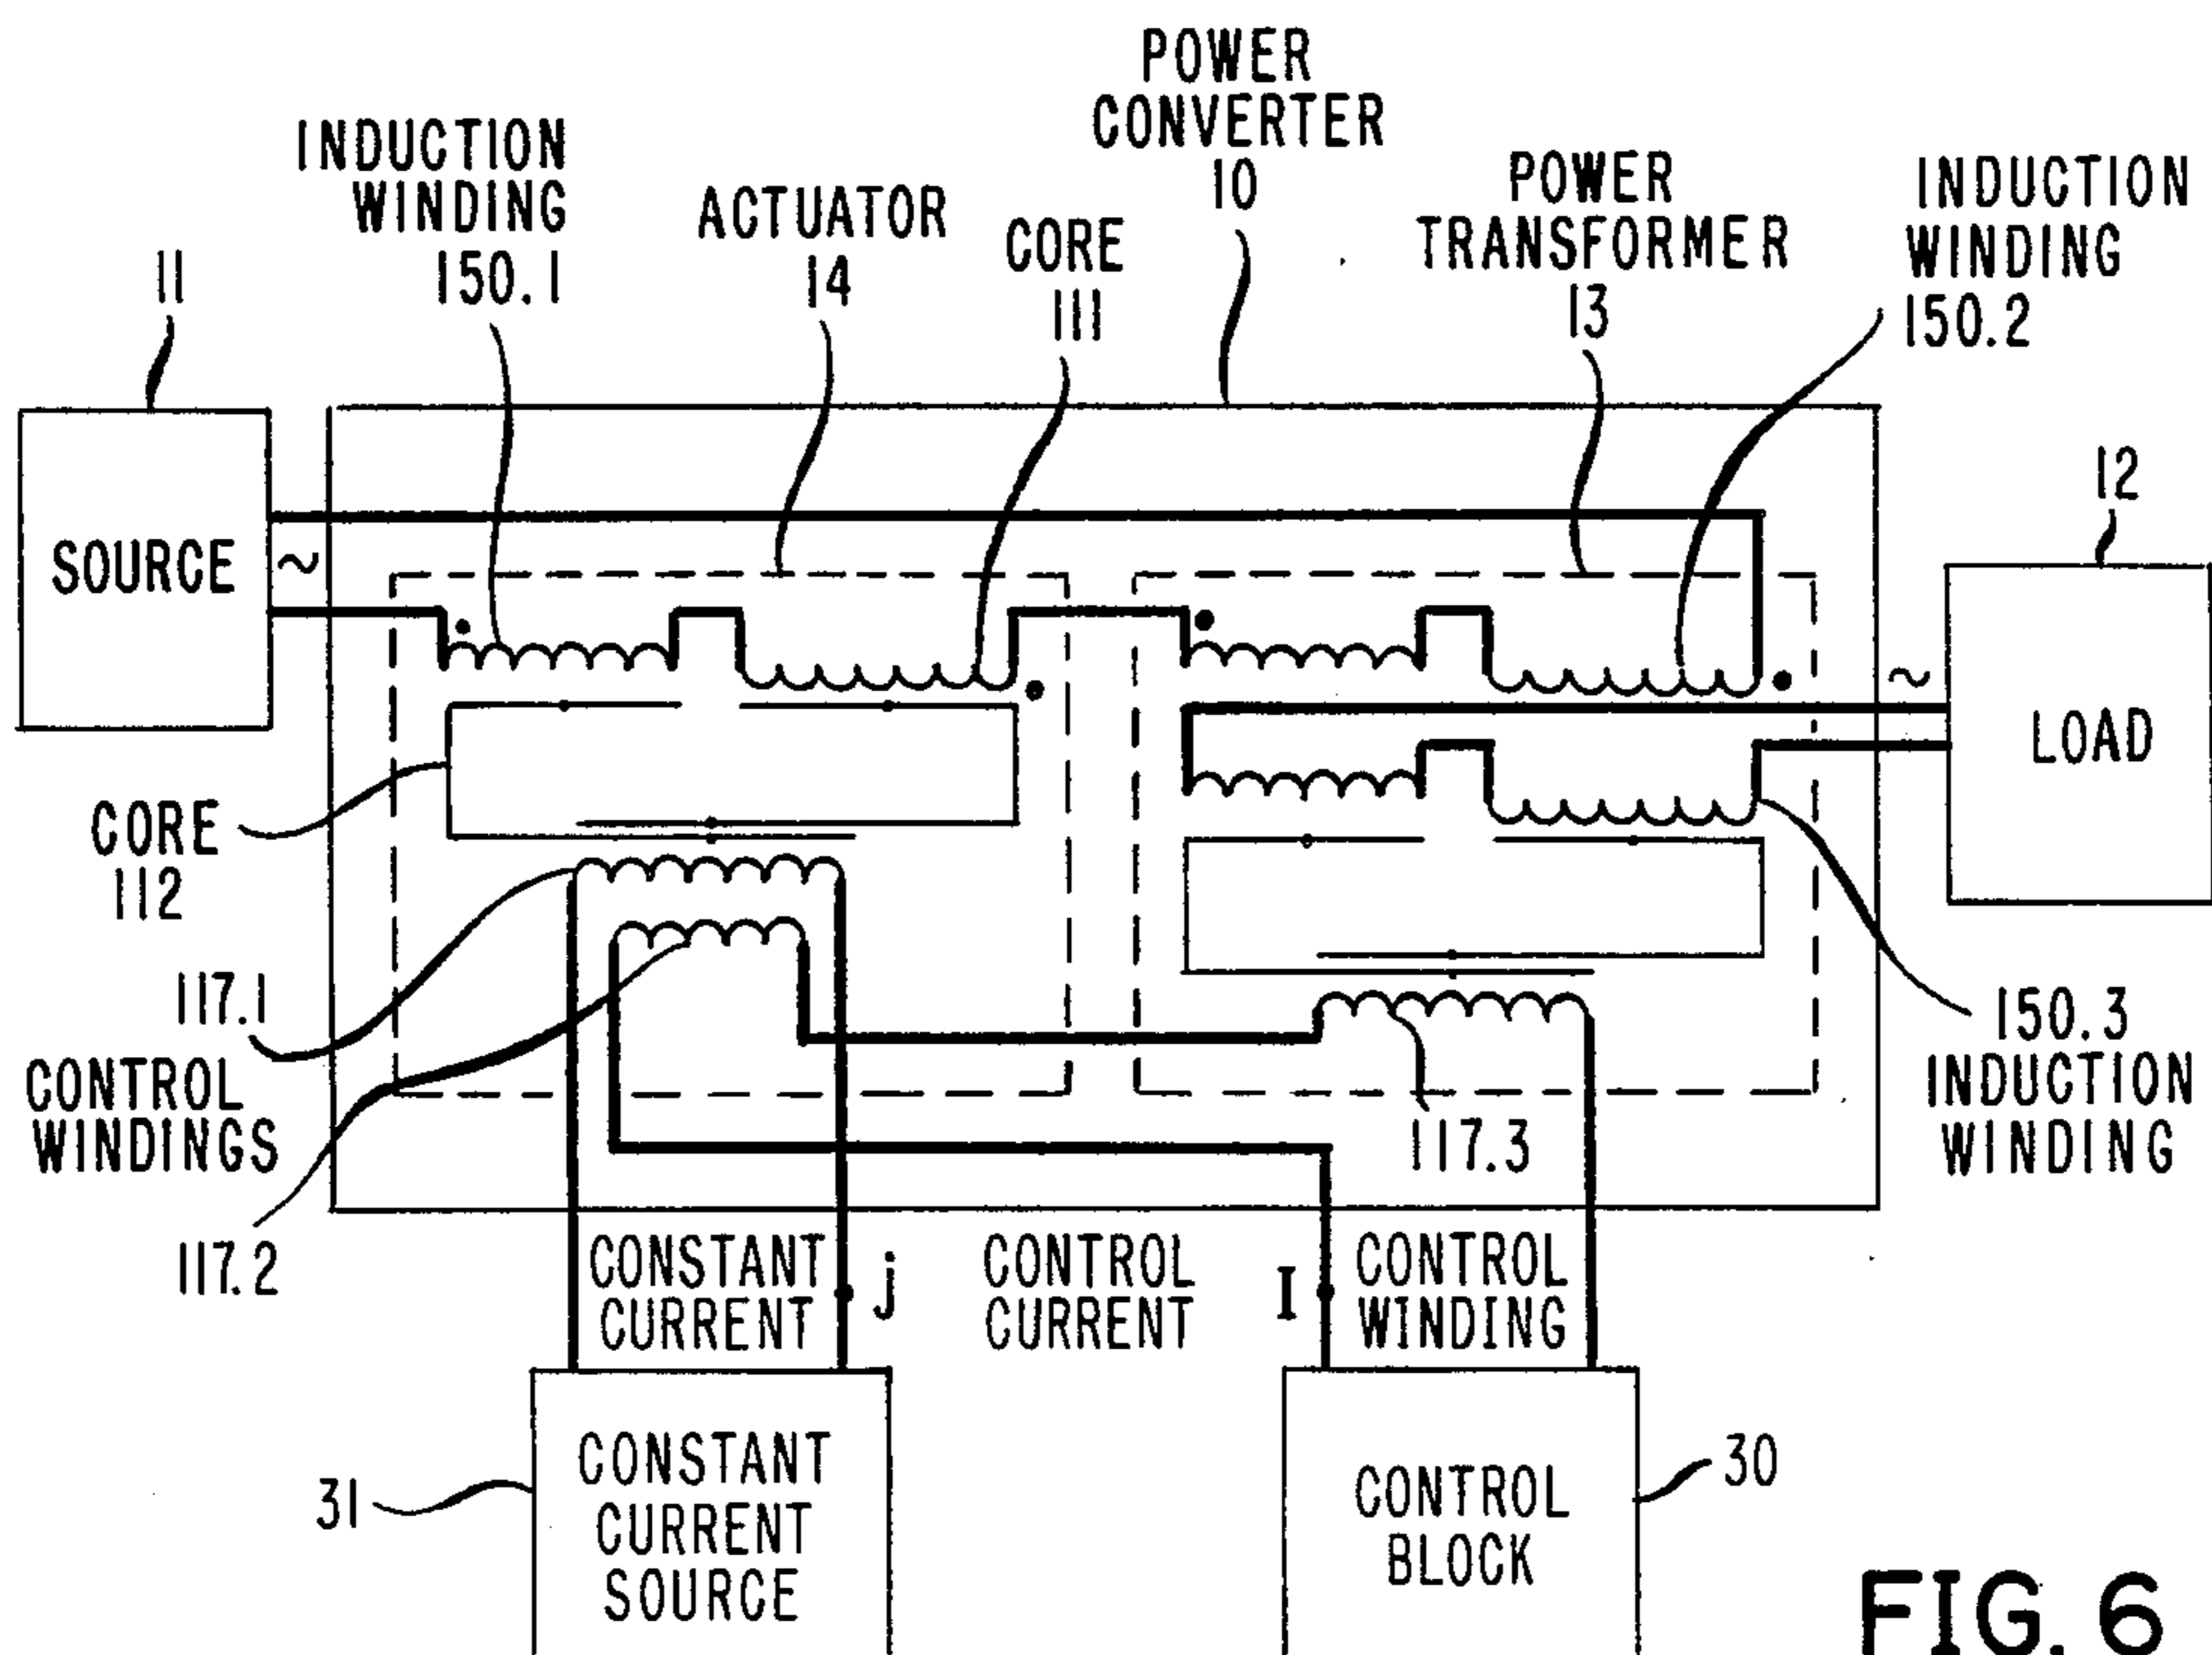 POWER
CONVERTER
10
INDUCTION
WINDING
150.1
ACTUATOR
14
CORE
111
POWER
TRANSFORMER
13
INDUCTION
WINDING
150.2
11
SOURCE
~
12
~
LOAD
CORE
112
117.1
CONTROL
WINDINGS
117.2
150.3
INDUCTION
WINDING
117.3
CONSTANT
CURRENT
j
CONTROL
CURRENT
I
CONTROL
WINDING
31
CONSTANT
CURRENT
SOURCE
CONTROL
BLOCK
30
FIG. 6